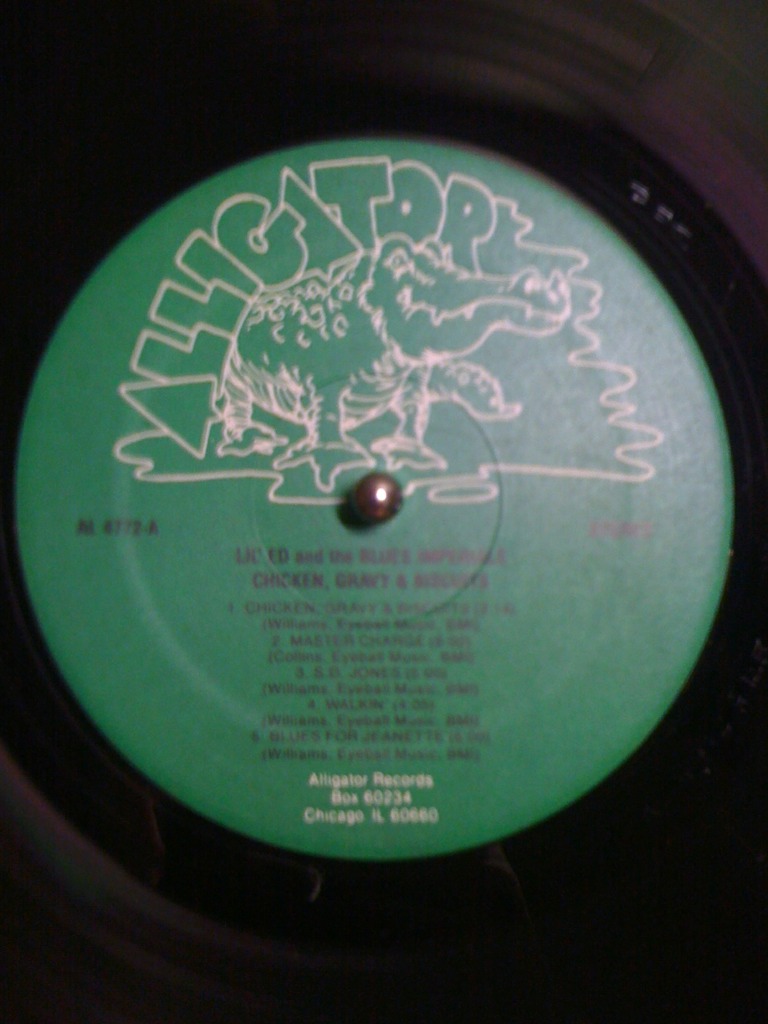 ALLIGATOR
AL 4772-A STEREO
LIL' ED and the BLUES IMPERIALS
CHICKEN, GRAVY & BISCUITS
1. CHICKEN, GRAVY & BISCUITS
(Williams, Eyeball Music, BMI)
2. MASTER CHARGE
(Collins, Eyeball Music, BMI)
3. S.D. JONES
(Williams, Eyeball Music, BMI)
4. WALKIN'
(Williams, Eyeball Music, BMI)
5. BLUES FOR JEANETTE
(Williams, Eyeball Music, BMI)
Alligator Records
Box 60234
Chicago IL 60660